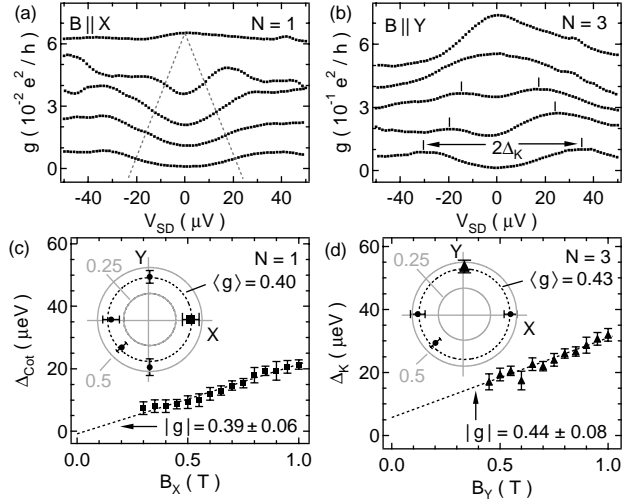 (a)
B || X
N = 1
6
3
0
g ( 10⁻² e² / h )
-40 -20 0 20 40
V_SD ( μV )
(b)
B || Y
N = 3
6
3
0
g ( 10⁻¹ e² / h )
2Δ_K
-40 -20 0 20 40
V_SD ( μV )
(c)
Y
N = 1
0.25
⟨g⟩ = 0.40
X
0.5
60
40
20
0
Δ_Cot ( μeV )
|g| = 0.39 ± 0.06
0.0 0.5 1.0
B_X ( T )
(d)
Y
N = 3
0.25
⟨g⟩ = 0.43
X
0.5
60
40
20
0
Δ_K ( μeV )
|g| = 0.44 ± 0.08
0.0 0.5 1.0
B_Y ( T )